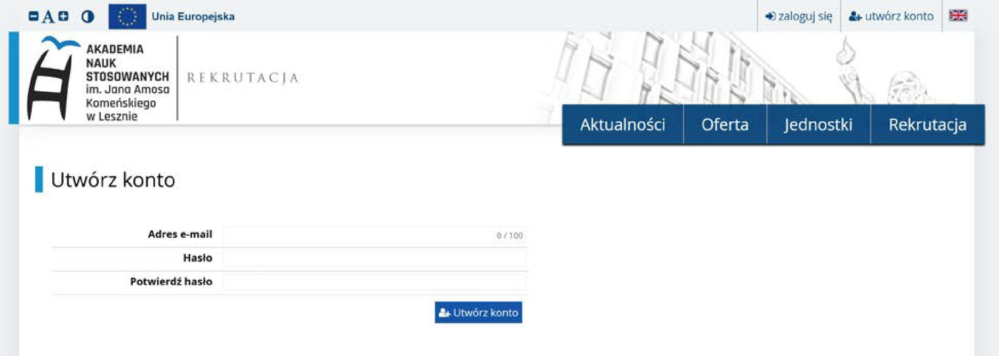 A
Unia Europejska
zaloguj się
utwórz konto
AKADEMIA
NAUK
STOSOWANYCH
im. Jana Amosa
Komeńskiego
w Lesznie
REKRUTACJA
Aktualności
Oferta
Jednostki
Rekrutacja
Utwórz konto
Adres e-mail
0 / 100
Hasło
Potwierdź hasło
Utwórz konto